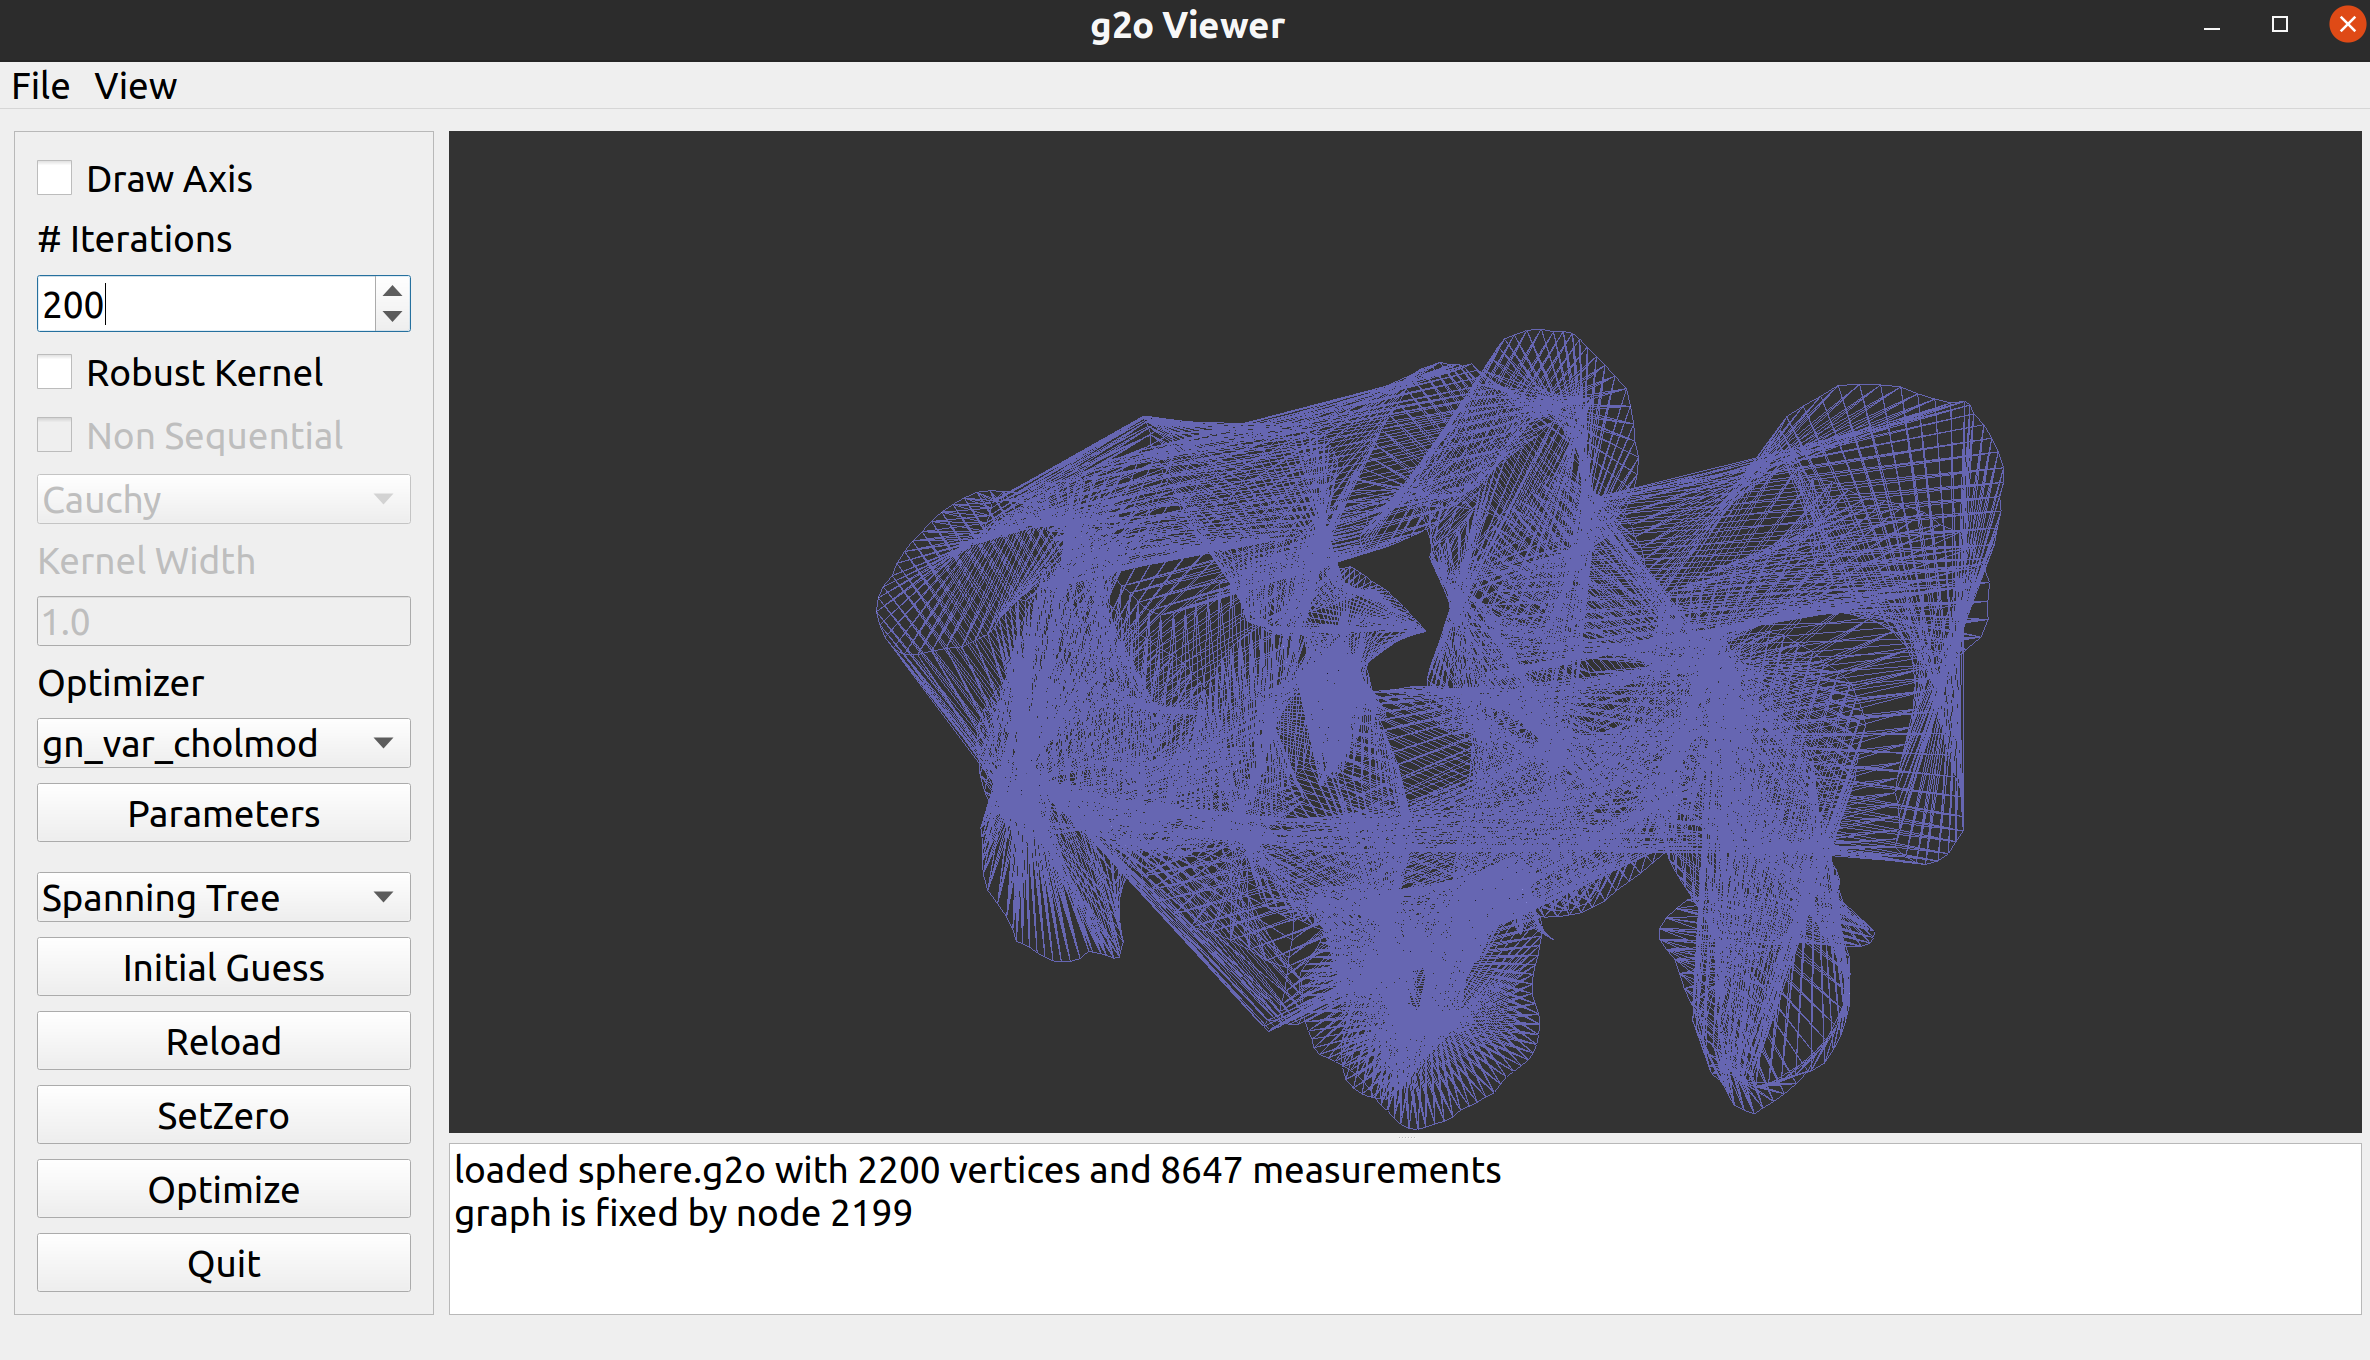 g2o Viewer
File View
Draw Axis
# Iterations
200
Robust Kernel
Non Sequential
Cauchy
Kernel Width
1.0
Optimizer
gn_var_cholmod
Parameters
Spanning Tree
Initial Guess
Reload
SetZero
Optimize
Quit
loaded sphere.g2o with 2200 vertices and 8647 measurements
graph is fixed by node 2199